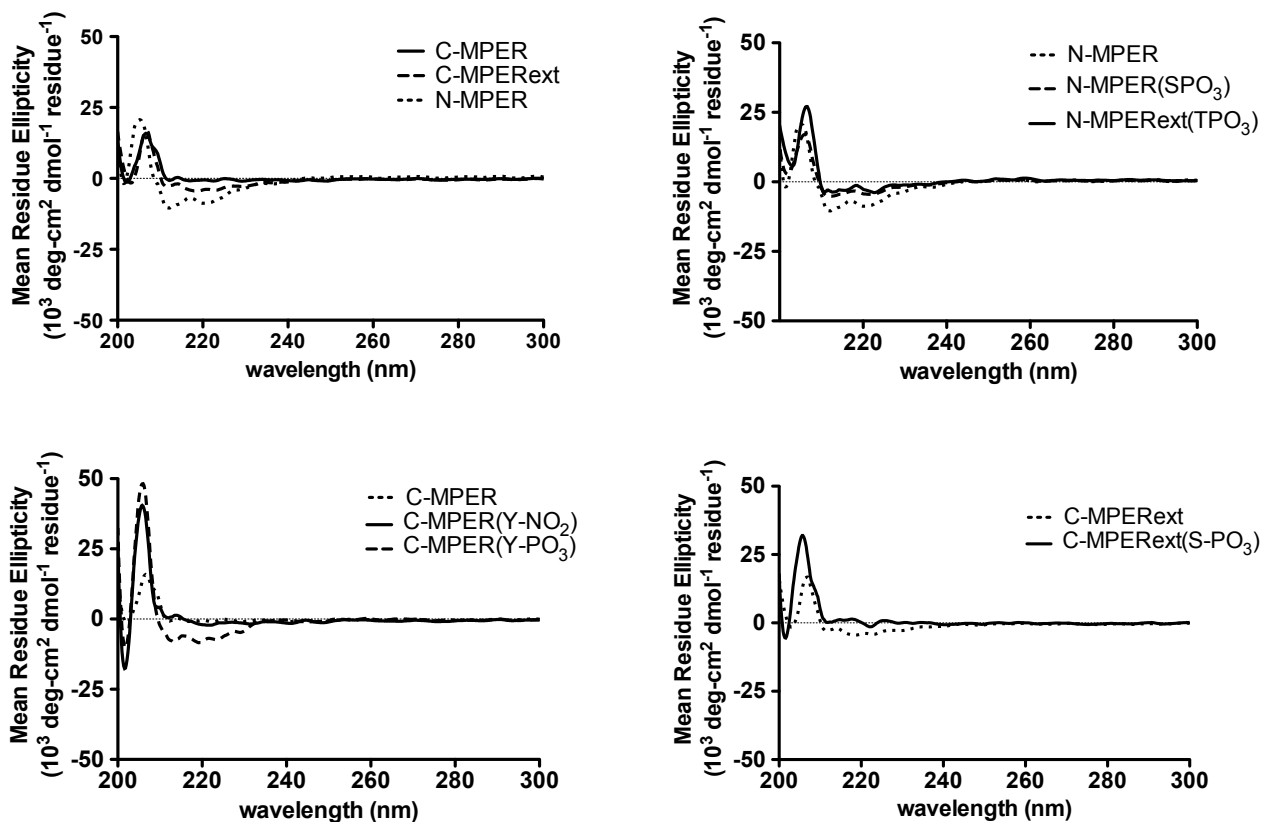 Mean Residue Ellipticity
(10³ deg-cm² dmol⁻¹ residue⁻¹)
50
25
0
-25
-50
C-MPER
C-MPERext
N-MPER
200 220 240 260 280 300
wavelength (nm)
Mean Residue Ellipticity
(10³ deg-cm² dmol⁻¹ residue⁻¹)
50
25
0
-25
-50
N-MPER
N-MPER(SPO₃)
N-MPERext(TPO₃)
220 240 260 280 300
wavelength (nm)
Mean Residue Ellipticity
(10³ deg-cm² dmol⁻¹ residue⁻¹)
50
25
0
-25
-50
C-MPER
C-MPER(Y-NO₂)
C-MPER(Y-PO₃)
200 220 240 260 280 300
wavelength (nm)
Mean Residue Ellipticity
(10³ deg-cm² dmol⁻¹ residue⁻¹)
50
25
0
-25
-50
C-MPERext
C-MPERext(S-PO₃)
200 220 240 260 280 300
wavelength (nm)